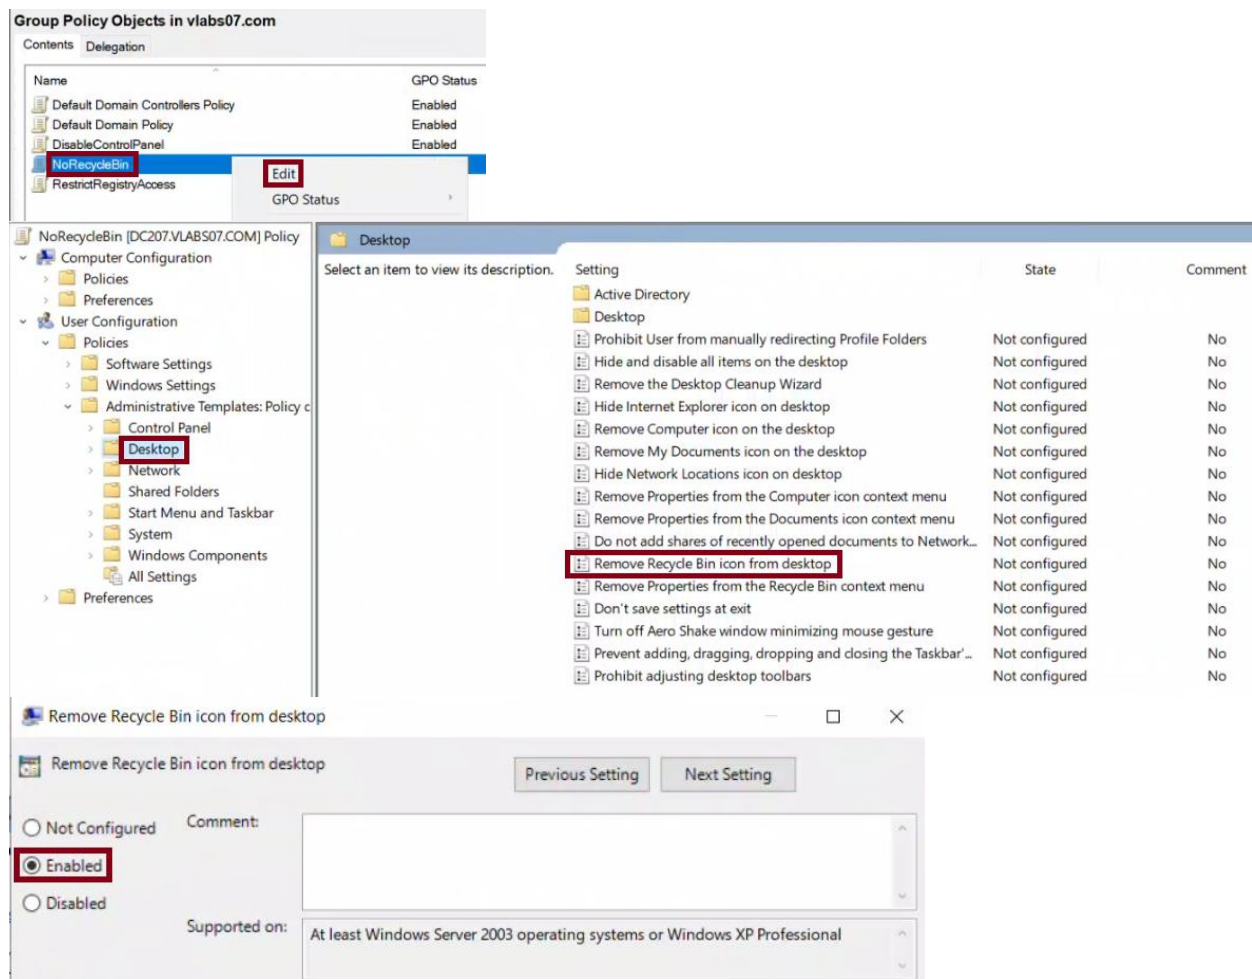 Group Policy Objects in vlabs07.com
Contents Delegation
Name GPO Status
Default Domain Controllers Policy Enabled
Default Domain Policy Enabled
DisableControlPanel Enabled
NoRecycleBin
Edit
RestrictRegistryAccess
GPO Status
NoRecycleBin [DC207.VLABS07.COM] Policy
Computer Configuration
Policies
Preferences
User Configuration
Policies
Software Settings
Windows Settings
Administrative Templates: Policy c
Control Panel
Desktop
Network
Shared Folders
Start Menu and Taskbar
System
Windows Components
All Settings
Preferences
Desktop
Select an item to view its description.
Setting State Comment
Active Directory
Desktop
Prohibit User from manually redirecting Profile Folders Not configured No
Hide and disable all items on the desktop Not configured No
Remove the Desktop Cleanup Wizard Not configured No
Hide Internet Explorer icon on desktop Not configured No
Remove Computer icon on the desktop Not configured No
Remove My Documents icon on the desktop Not configured No
Hide Network Locations icon on desktop Not configured No
Remove Properties from the Computer icon context menu Not configured No
Remove Properties from the Documents icon context menu Not configured No
Do not add shares of recently opened documents to Network... Not configured No
Remove Recycle Bin icon from desktop Not configured No
Remove Properties from the Recycle Bin context menu Not configured No
Don't save settings at exit Not configured No
Turn off Aero Shake window minimizing mouse gesture Not configured No
Prevent adding, dragging, dropping and closing the Taskbar'... Not configured No
Prohibit adjusting desktop toolbars Not configured No
Remove Recycle Bin icon from desktop
Remove Recycle Bin icon from desktop
Previous Setting Next Setting
Not Configured
Comment:
Enabled
Disabled
Supported on:
At least Windows Server 2003 operating systems or Windows XP Professional